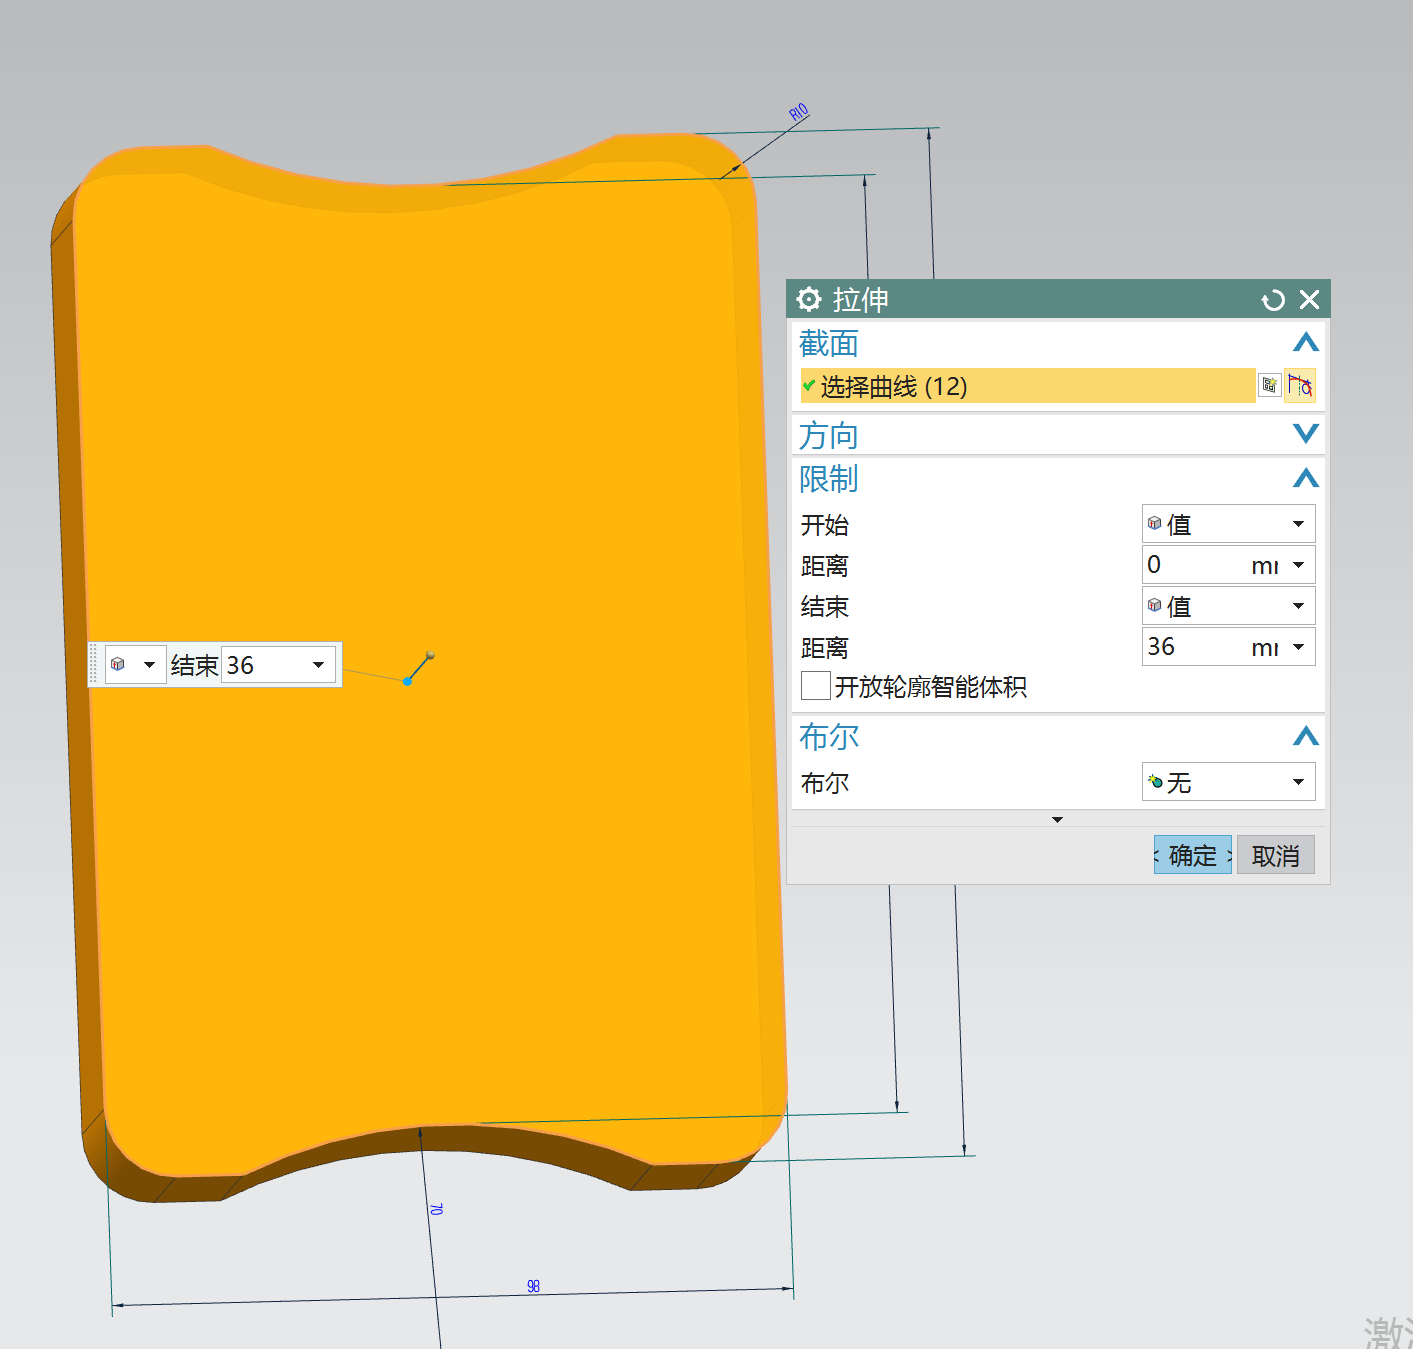 R10
拉伸
截面
选择曲线 (12)
方向
限制
开始
值
距离
0
结束
值
距离
36
开放轮廓智能体积
布尔
布尔
无
< 确定 >
取消
结束 36
70
98